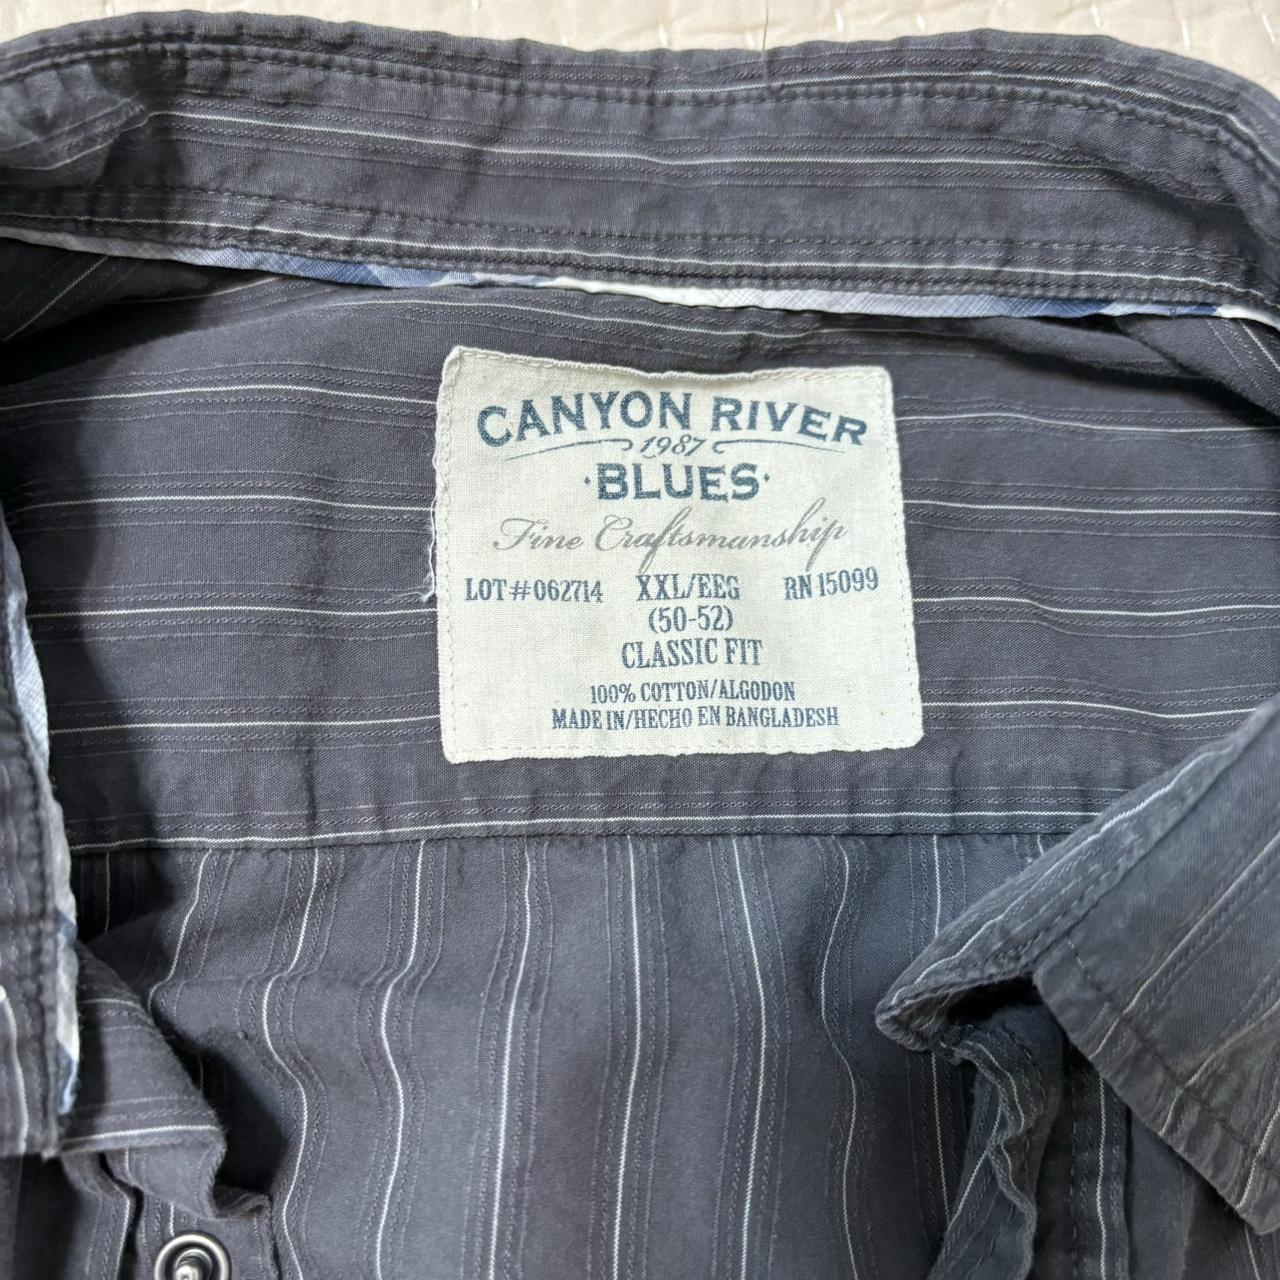 CANYON RIVER
1987
·BLUES·
Fine Craftsmanship
LOT#062714 XXL/EEG RN 15099
(50-52)
CLASSIC FIT
100% COTTON/ALGODON
MADE IN/HECHO EN BANGLADESH